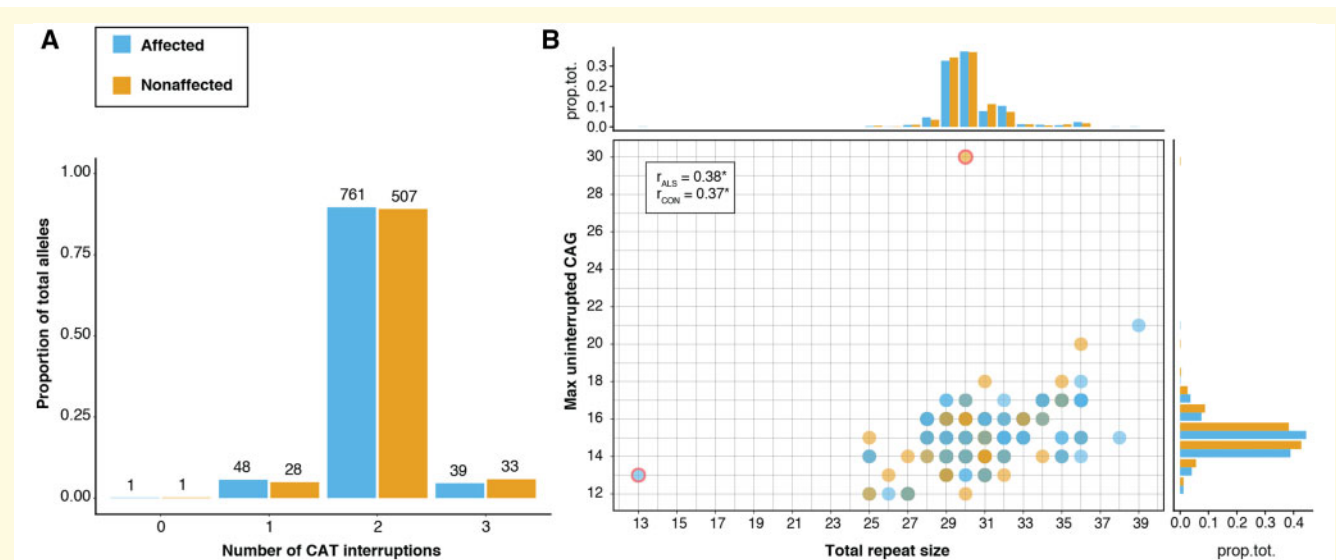 A
Affected
Nonaffected
Proportion of total alleles
1.00
0.75
0.50
0.25
0.00
1
1
48
28
761
507
39
33
0
1
2
3
Number of CAT interruptions
B
prop.tot.
0.3
0.2
0.1
0.0
Max uninterrupted CAG
30
28
26
24
22
20
18
16
14
12
r_ALS = 0.38*
r_CON = 0.37*
13 15 17 19 21 23 25 27 29 31 33 35 37 39
Total repeat size
0.0 0.1 0.2 0.3 0.4
prop.tot.